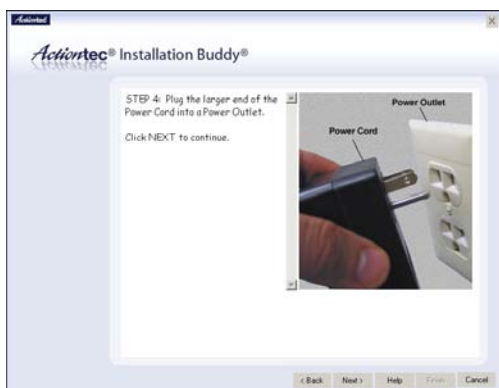 Actiontec
Actiontec® Installation Buddy®
STEP 4: Plug the larger end of the
Power Cord into a Power Outlet.
Click NEXT to continue.
Power Outlet
Power Cord
< Back Next > Help Finish Cancel